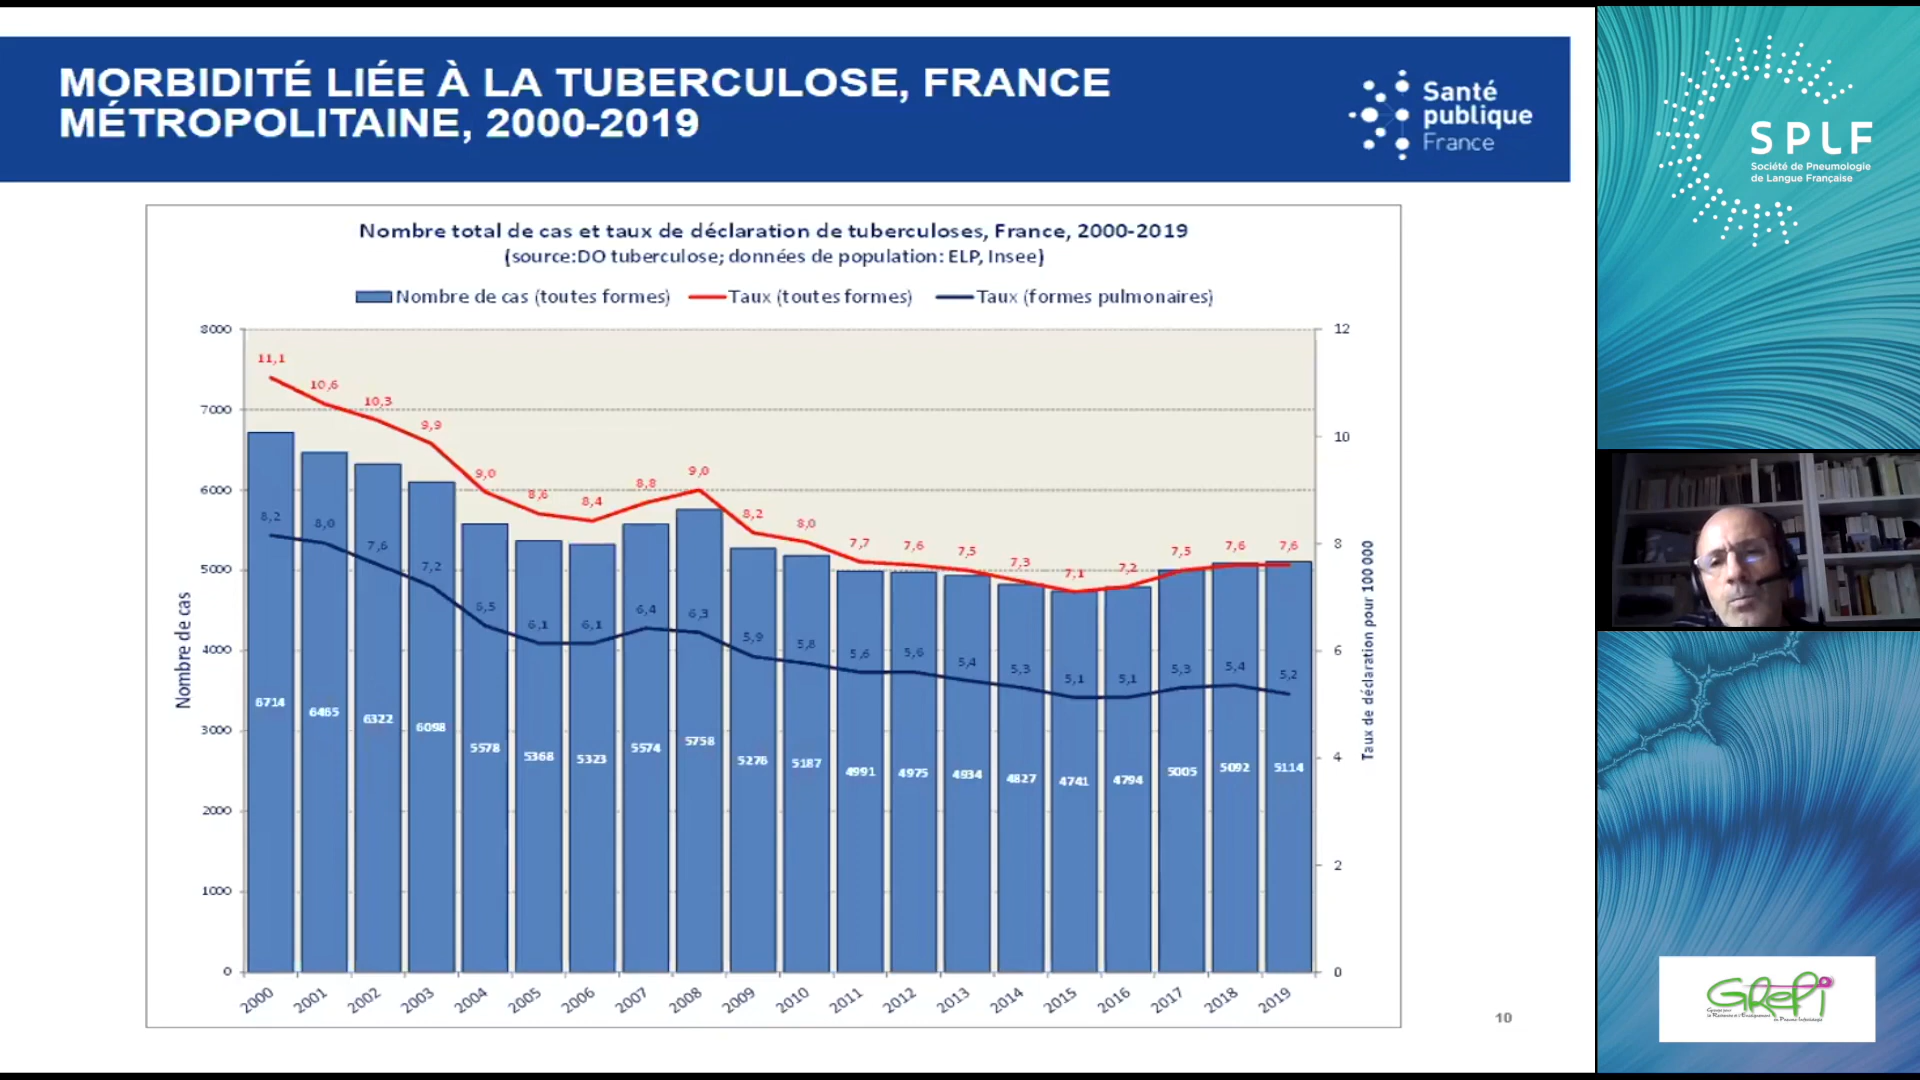 MORBIDITÉ LIÉE À LA TUBERCULOSE, FRANCE
MÉTROPOLITAINE, 2000-2019
Santé
publique
France
SPLF
Société de Pneumologie
de Langue Française
Nombre total de cas et taux de déclaration de tuberculoses, France, 2000-2019
(source:DO tuberculose; données de population: ELP, Insee)
Nombre de cas (toutes formes) Taux (toutes formes) Taux (formes pulmonaires)
Nombre de cas
8000
7000
6000
5000
4000
3000
2000
1000
0
11,1 10,6 10,3 9,9 9,0 8,6 8,4 8,8 9,0 8,2 8,0 7,7 7,6 7,5 7,3 7,1 7,2 7,5 7,6 7,6
8,2 8,0 7,6 7,2 6,5 6,1 6,1 6,4 6,3 5,9 5,8 5,6 5,6 5,4 5,3 5,1 5,1 5,3 5,4 5,2
6714 6465 6322 6098 5578 5368 5323 5574 5758 5276 5187 4991 4975 4934 4827 4741 4794 5005 5092 5114
2000 2001 2002 2003 2004 2005 2006 2007 2008 2009 2010 2011 2012 2013 2014 2015 2016 2017 2018 2019
12
10
8
6
4
2
0
Taux de déclaration pour 100 000
10
GREPI